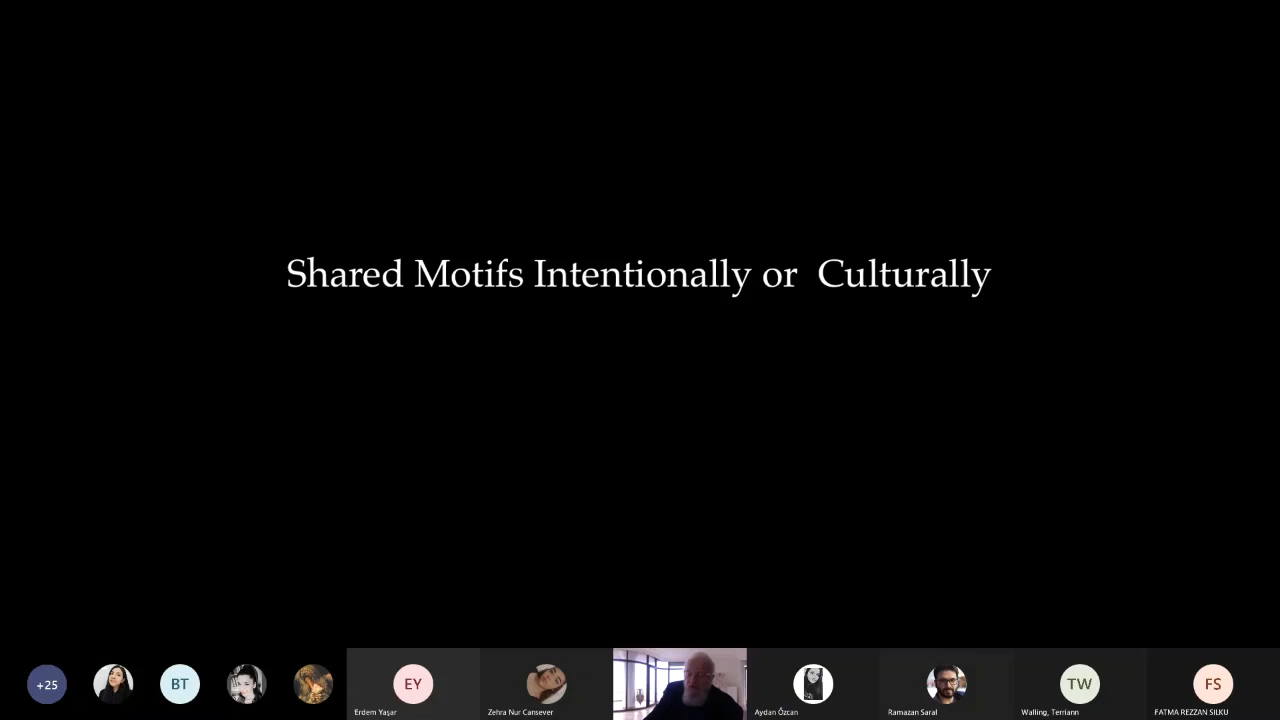 Shared Motifs Intentionally or  Culturally
+25
BT
EY
TW
FS
Erdem Yaşar
Zehra Nur Cansever
Aydan Özcan
Ramazan Saral
Walling, Terriann
FATMA REZZAN SILKU